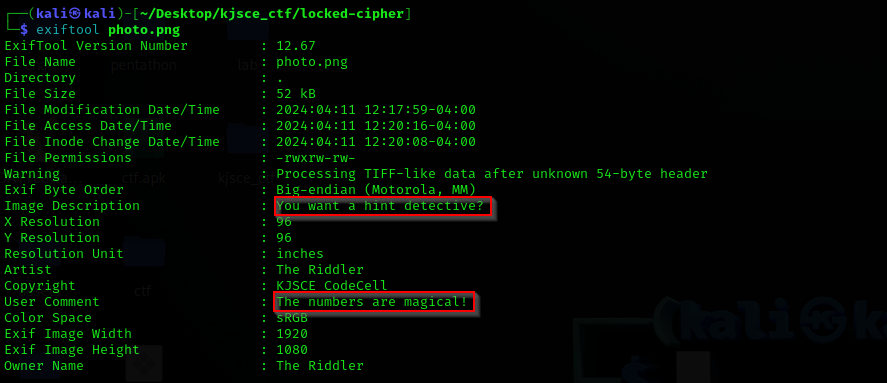 ┌──(kali㉿kali)-[~/Desktop/kjsce_ctf/locked-cipher]
└─$ exiftool photo.png
ExifTool Version Number : 12.67
File Name : photo.png
Directory : .
File Size : 52 kB
File Modification Date/Time : 2024:04:11 12:17:59-04:00
File Access Date/Time : 2024:04:11 12:20:16-04:00
File Inode Change Date/Time : 2024:04:11 12:20:08-04:00
File Permissions : -rwxrw-rw-
Warning : Processing TIFF-like data after unknown 54-byte header
Exif Byte Order : Big-endian (Motorola, MM)
Image Description : You want a hint detective?
X Resolution : 96
Y Resolution : 96
Resolution Unit : inches
Artist : The Riddler
Copyright : KJSCE CodeCell
User Comment : The numbers are magical!
Color Space : sRGB
Exif Image Width : 1920
Exif Image Height : 1080
Owner Name : The Riddler
pentathon
ctf.apk
ctf
(kali㉿k